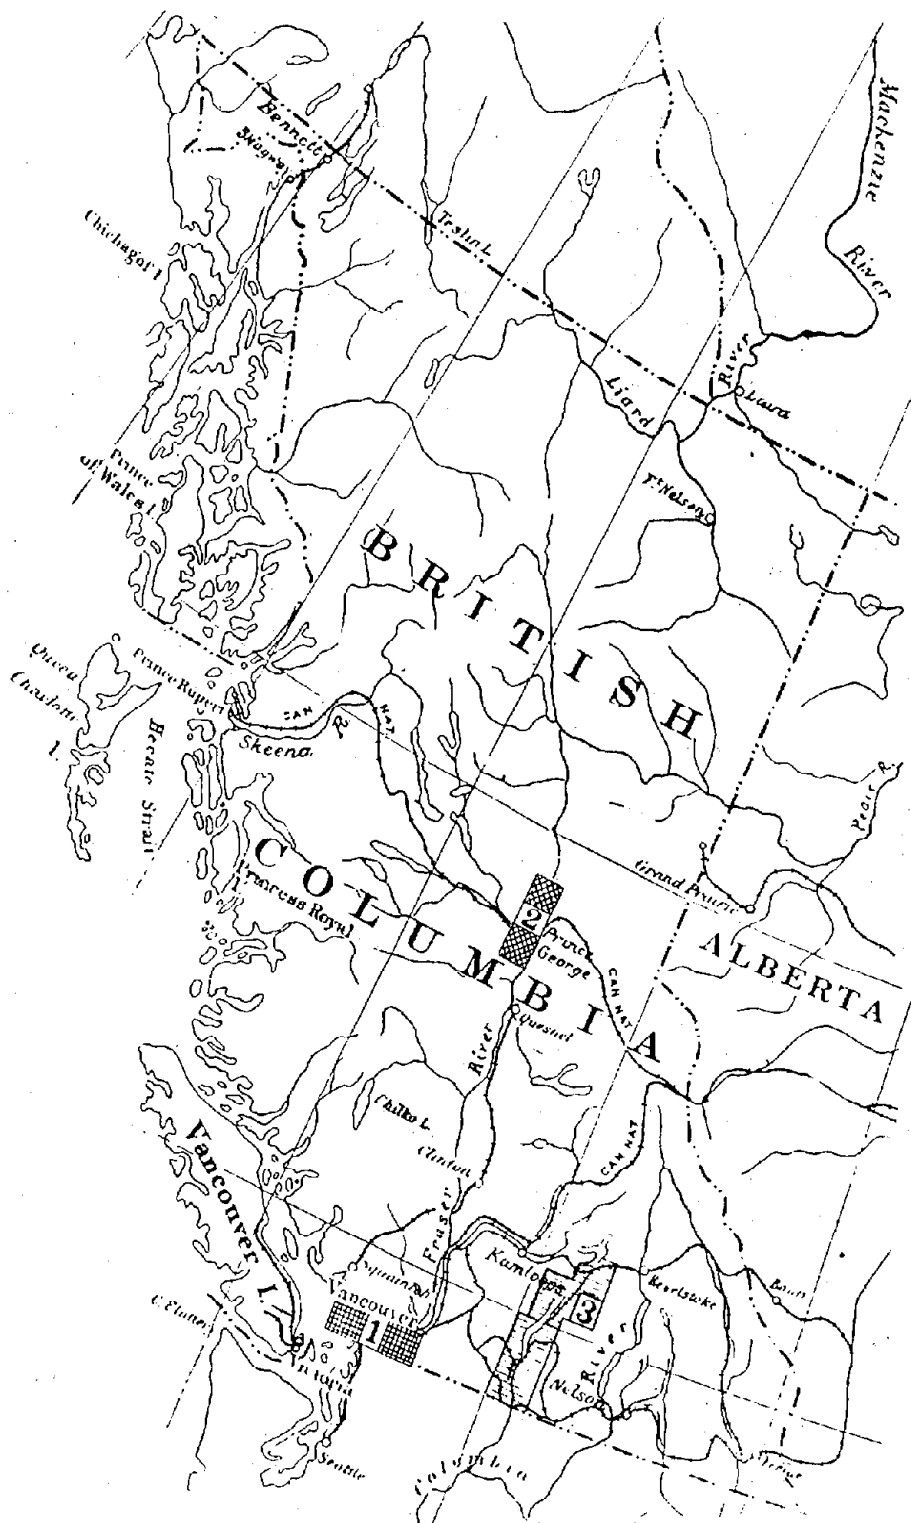 Mackenzie
River
Bennett
Skagway
Teslin L.
Chichagof I
River
Liard
Prince
of Wales I.
Ft Nelson
BRITISH
Prince Rupert
Queen
Charlotte
I.
Hecate Strait
CAN
NAT
Skeena
R
Peace R.
Grand Prairie
COLUMBIA
Princess Royal
2
Prince
George
ALBERTA
CAN NAT
Quesnel
River
Chilko L.
Clinton
CAN NAT
Vancouver I.
Fraser
Kamloops
Squamish
Revelstoke
Banff
3
Vancouver
1
River
Victoria
Nelson
Seattle
Columbia